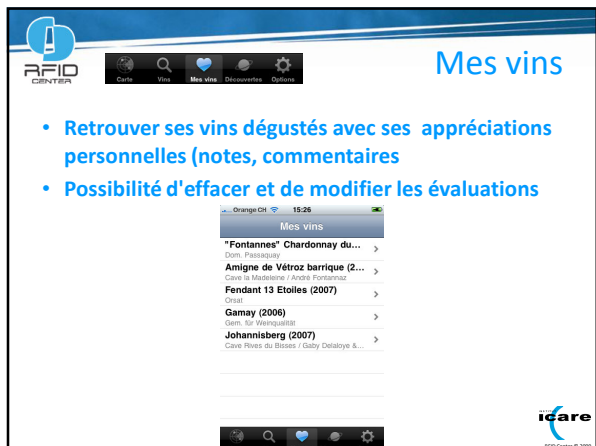 RFID
CENTER
Carte Vins Mes vins Découvertes Options
Mes vins
• Retrouver ses vins dégustés avec ses appréciations
personnelles (notes, commentaires
• Possibilité d'effacer et de modifier les évaluations
... Orange CH 15:26
Mes vins
"Fontannes" Chardonnay du...
Dom. Passaquay
Amigne de Vétroz barrique (2...
Cave la Madeleine / André Fontannaz
Fendant 13 Etoiles (2007)
Orsat
Gamay (2006)
Gem. für Weinqualität
Johannisberg (2007)
Cave Rives du Bisses / Gaby Delaloye &...
icare